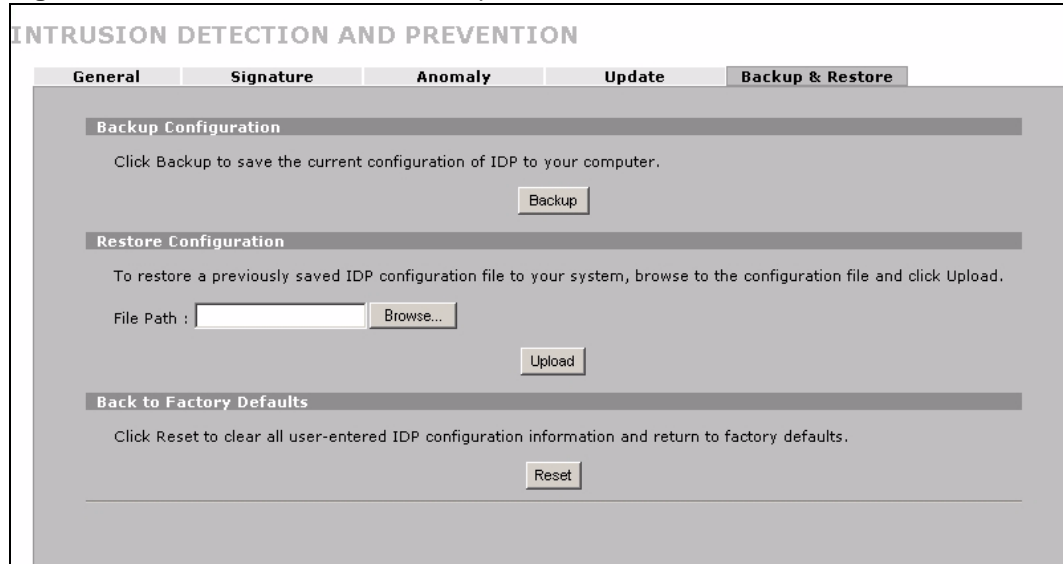 INTRUSION DETECTION AND PREVENTION
General Signature Anomaly Update Backup & Restore
Backup Configuration
Click Backup to save the current configuration of IDP to your computer.
Backup
Restore Configuration
To restore a previously saved IDP configuration file to your system, browse to the configuration file and click Upload.
File Path : Browse...
Upload
Back to Factory Defaults
Click Reset to clear all user-entered IDP configuration information and return to factory defaults.
Reset